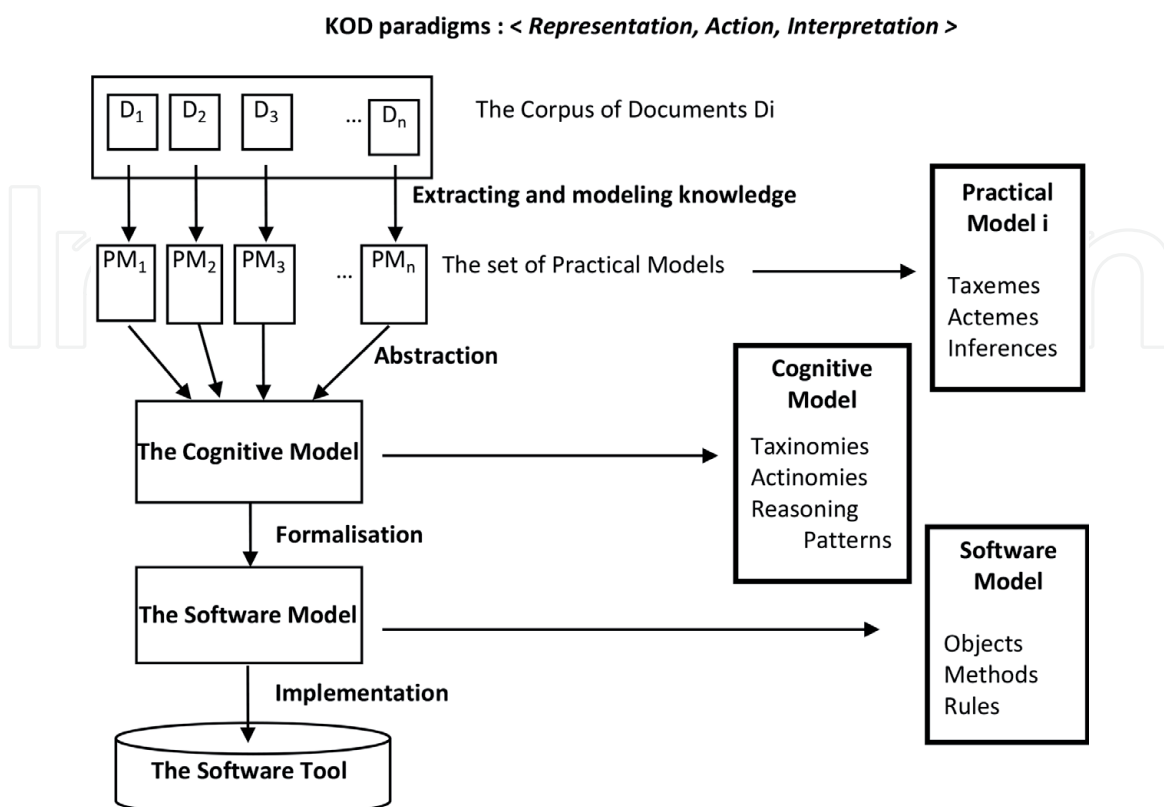 KOD paradigms : < Representation, Action, Interpretation >
D1 D2 D3 ... Dn
The Corpus of Documents Di
Extracting and modeling knowledge
PM1 PM2 PM3 ... PMn
The set of Practical Models
Practical
Model i
Taxemes
Actemes
Inferences
Abstraction
The Cognitive Model
Cognitive
Model
Taxinomies
Actinomies
Reasoning
Patterns
Formalisation
The Software Model
Software
Model
Objects
Methods
Rules
Implementation
The Software Tool